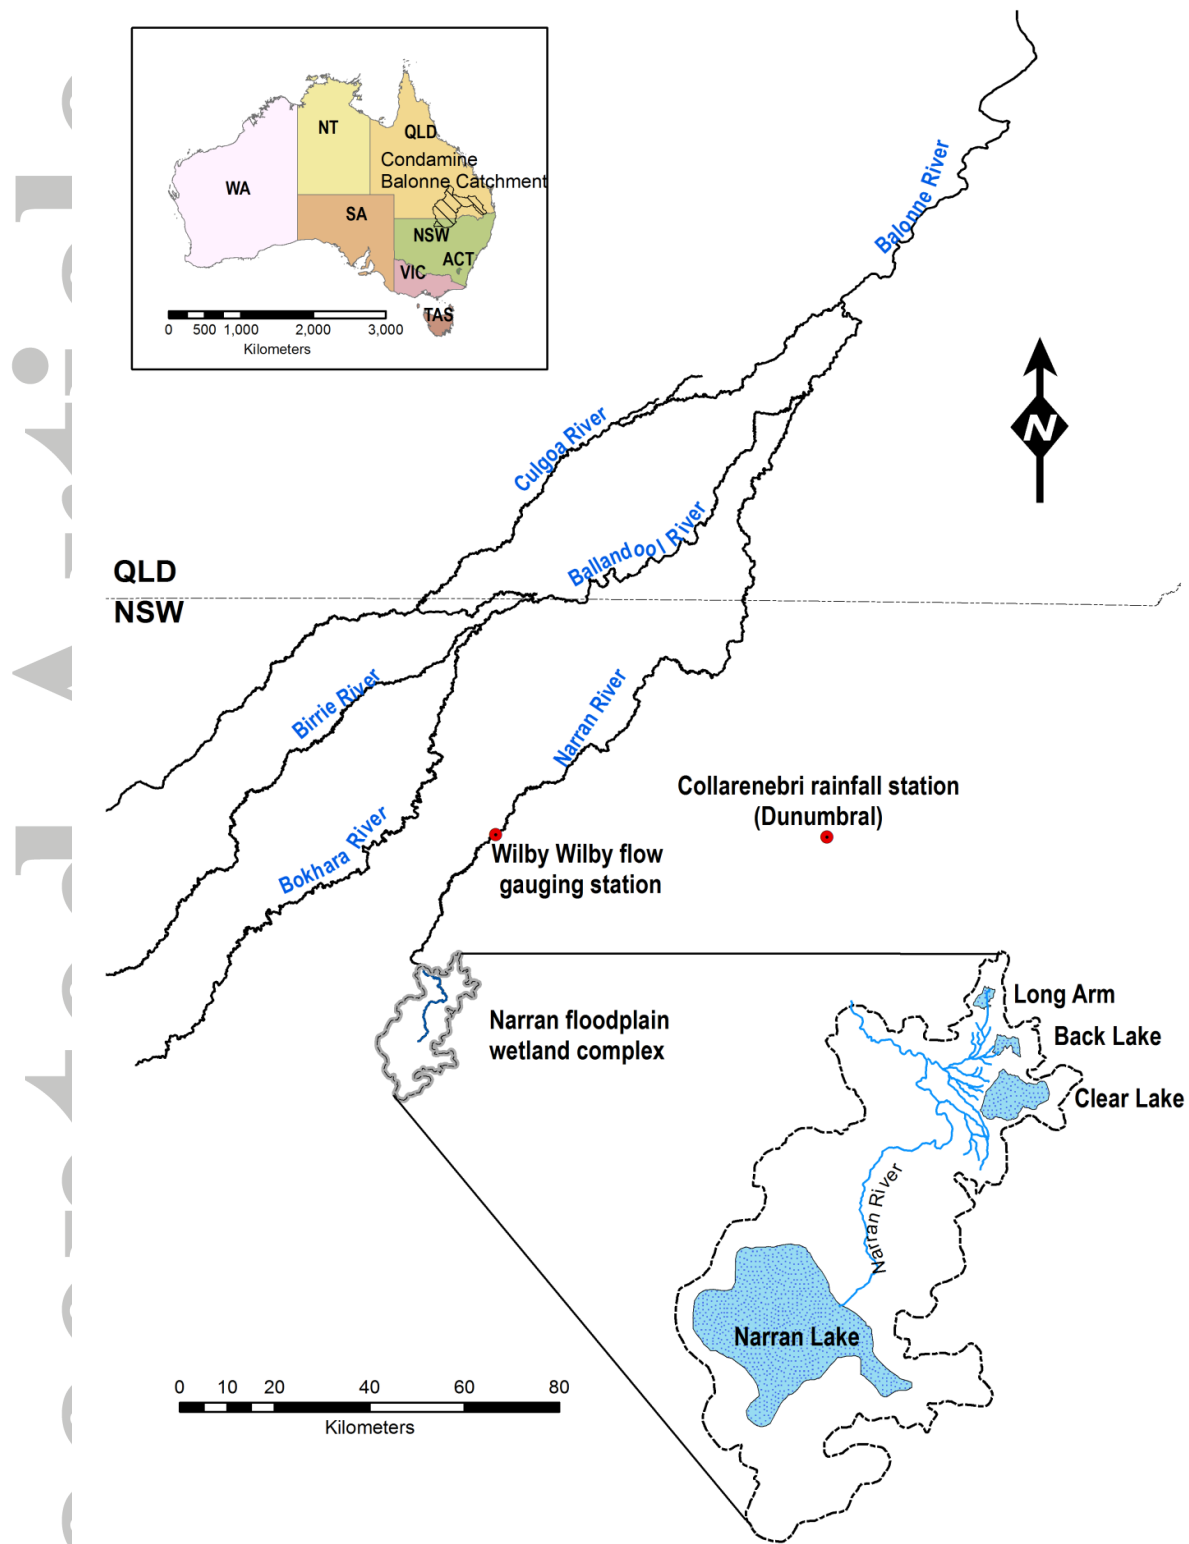 NT
QLD
Condamine
Balonne Catchment
WA
SA
NSW
ACT
VIC
TAS
0 500 1,000 2,000 3,000
Kilometers
Balonne River
N
Culgoa River
Ballandool River
QLD
NSW
Birrie River
Narran River
Collarenebri rainfall station
(Dunumbral)
Bokhara River
Wilby Wilby flow
gauging station
Long Arm
Narran floodplain
wetland complex
Back Lake
Clear Lake
Narran River
Narran Lake
0 10 20 40 60 80
Kilometers